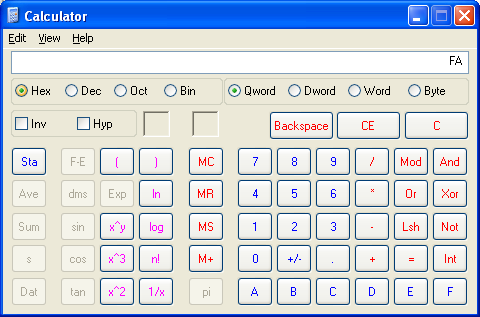 Calculator
Edit View Help
FA
Hex Dec Oct Bin Qword Dword Word Byte
Inv Hyp Backspace CE C
Sta F-E ( ) MC 7 8 9 / Mod And
Ave dms Exp ln MR 4 5 6 * Or Xor
Sum sin x^y log MS 1 2 3 - Lsh Not
s cos x^3 n! M+ 0 +/- . + = Int
Dat tan x^2 1/x pi A B C D E F